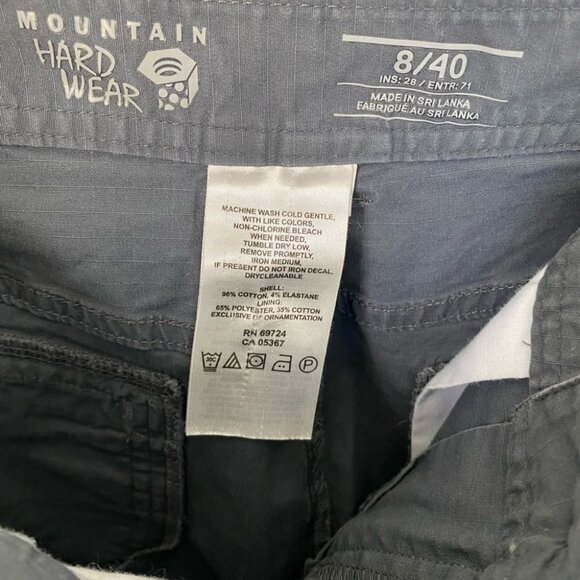 MOUNTAIN
HARD
WEAR
8/40
INS: 28 / ENTR: 71
MADE IN SRI LANKA
FABRIQUÉ AU SRI LANKA
MACHINE WASH COLD GENTLE,
WITH LIKE COLORS,
NON-CHLORINE BLEACH
WHEN NEEDED,
TUMBLE DRY LOW,
REMOVE PROMPTLY,
IRON MEDIUM,
IF PRESENT DO NOT IRON DECAL,
DRYCLEANABLE
SHELL:
96% COTTON, 4% ELASTANE
LINING:
65% POLYESTER, 35% COTTON
EXCLUSIVE OF ORNAMENTATION
RN 69724
CA 05367
30C
P